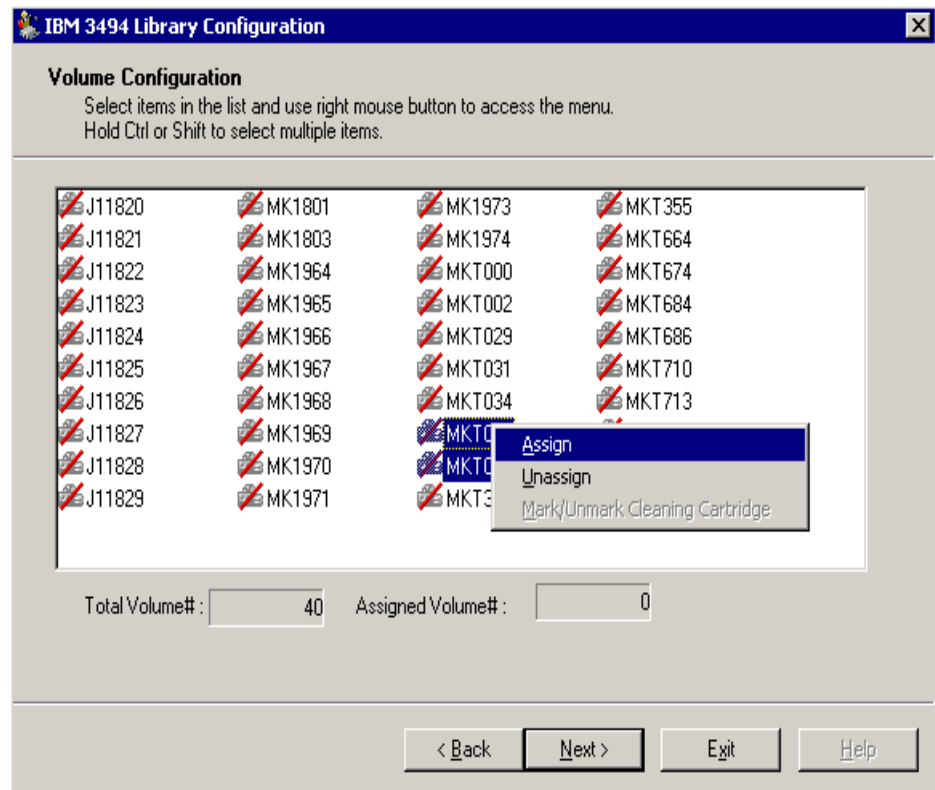 IBM 3494 Library Configuration
Volume Configuration
Select items in the list and use right mouse button to access the menu.
Hold Ctrl or Shift to select multiple items.
J11820 MK1801 MK1973 MKT355
J11821 MK1803 MK1974 MKT664
J11822 MK1964 MKT000 MKT674
J11823 MK1965 MKT002 MKT684
J11824 MK1966 MKT029 MKT686
J11825 MK1967 MKT031 MKT710
J11826 MK1968 MKT034 MKT713
J11827 MK1969
J11828 MK1970
J11829 MK1971
Assign
Unassign
Mark/Unmark Cleaning Cartridge
Total Volume# : 40 Assigned Volume# : 0
< Back Next > Exit Help